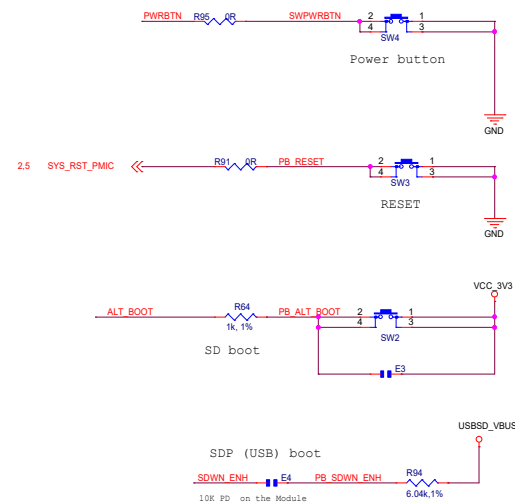 PWRBTN R95 0R SWPWRBTN 2 1
4 3
SW4
Power button
GND
2,5 SYS_RST_PMIC R91 0R PB_RESET 2 1
4 3
SW3
RESET
GND
VCC_3V3
ALT_BOOT R64 PB_ALT_BOOT 2 1
1k, 1% 4 3
SW2
SD boot
E3
USBSD_VBUS
SDP (USB) boot
SDWN_ENH E4 PB_SDWN_ENH R94
10K PD on the Module 6.04k,1%